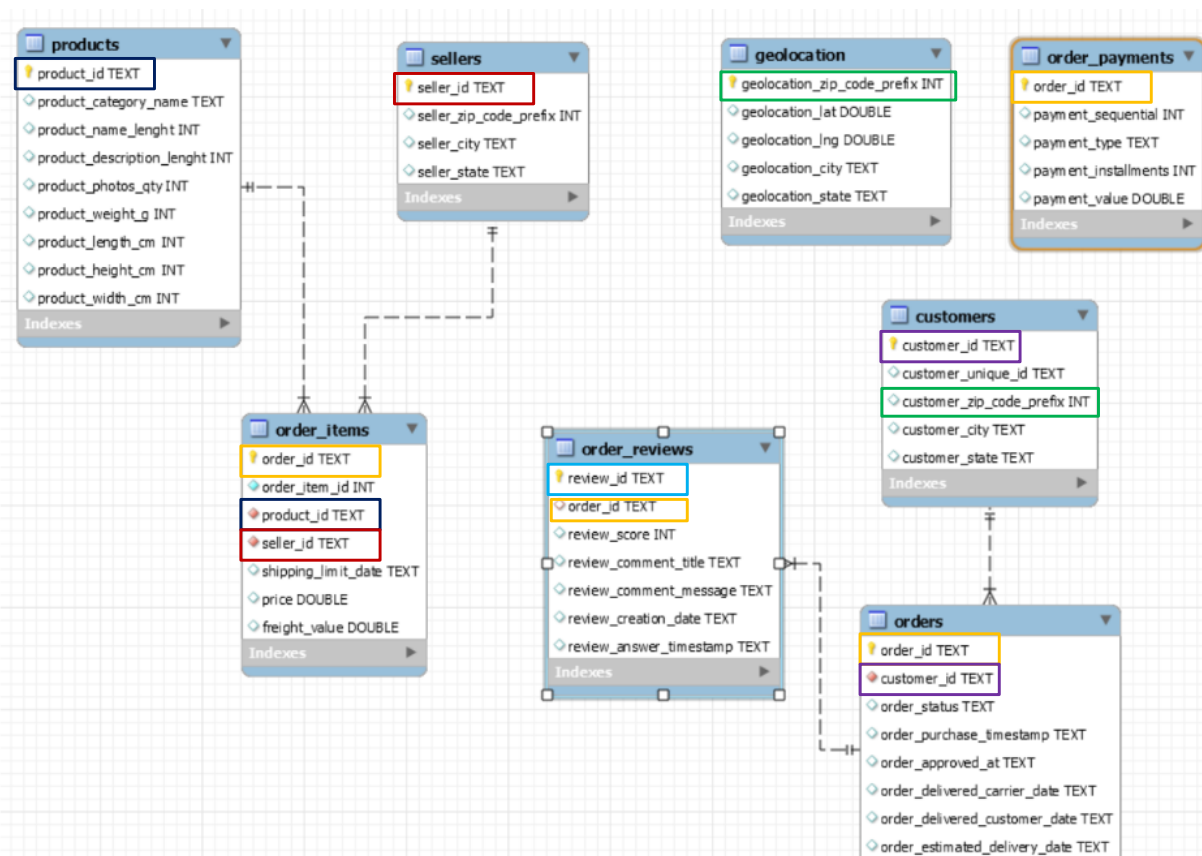 products
product_id TEXT
product_category_name TEXT
product_name_lenght INT
product_description_lenght INT
product_photos_qty INT
product_weight_g INT
product_length_cm INT
product_height_cm INT
product_width_cm INT
Indexes
sellers
seller_id TEXT
seller_zip_code_prefix INT
seller_city TEXT
seller_state TEXT
Indexes
geolocation
geolocation_zip_code_prefix INT
geolocation_lat DOUBLE
geolocation_lng DOUBLE
geolocation_city TEXT
geolocation_state TEXT
Indexes
order_payments
order_id TEXT
payment_sequential INT
payment_type TEXT
payment_installments INT
payment_value DOUBLE
Indexes
customers
customer_id TEXT
customer_unique_id TEXT
customer_zip_code_prefix INT
customer_city TEXT
customer_state TEXT
Indexes
order_items
order_id TEXT
order_item_id INT
product_id TEXT
seller_id TEXT
shipping_limit_date TEXT
price DOUBLE
freight_value DOUBLE
Indexes
order_reviews
review_id TEXT
order_id TEXT
review_score INT
review_comment_title TEXT
review_comment_message TEXT
review_creation_date TEXT
review_answer_timestamp TEXT
Indexes
orders
order_id TEXT
customer_id TEXT
order_status TEXT
order_purchase_timestamp TEXT
order_approved_at TEXT
order_delivered_carrier_date TEXT
order_delivered_customer_date TEXT
order_estimated_delivery_date TEXT